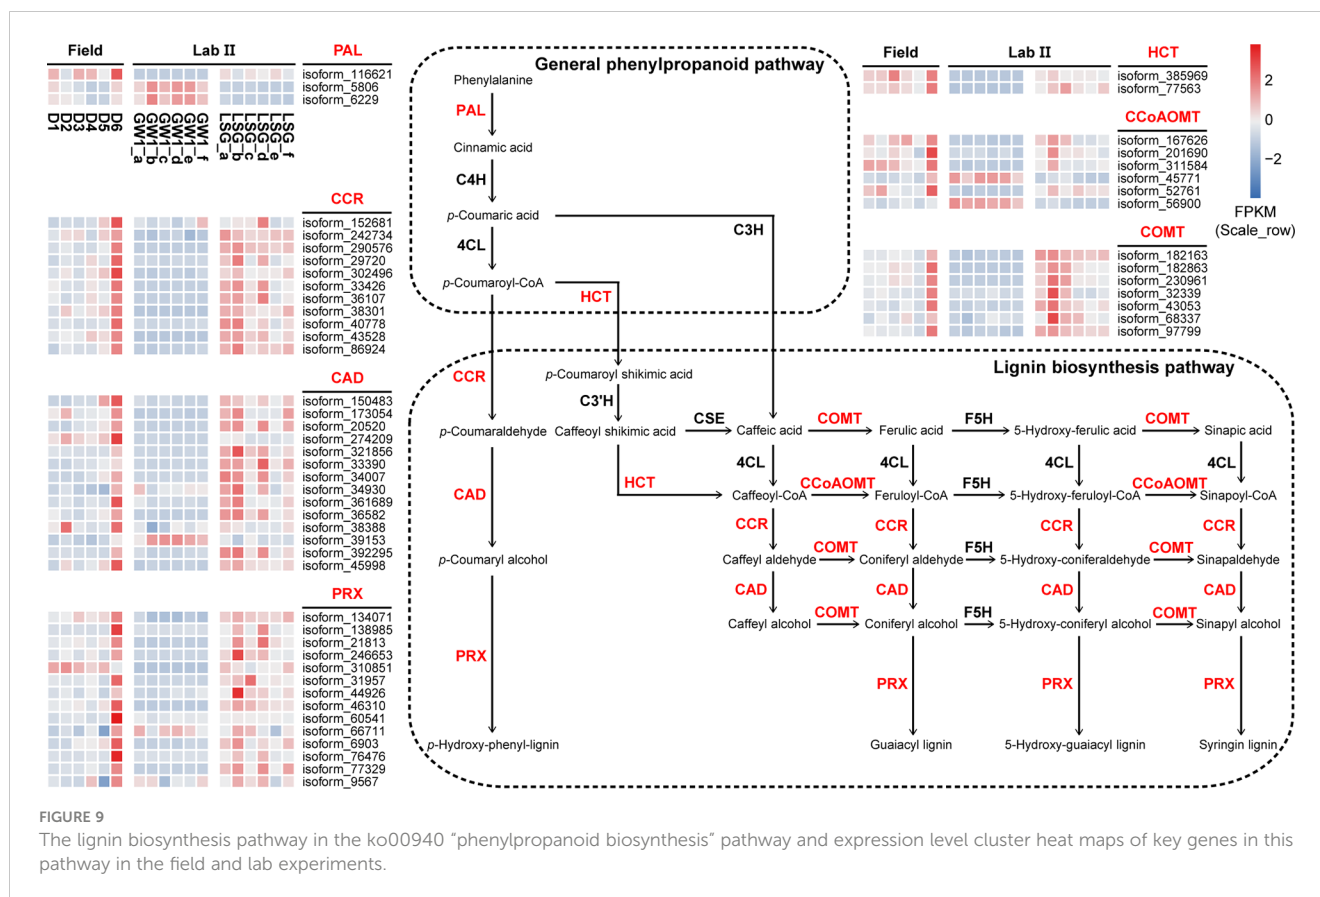 Field
Lab II
PAL
isoform_116621
isoform_5806
isoform_6229
D1
D2
D3
D4
D5
D6
GW1_a
GW1_b
GW1_c
GW1_d
GW1_e
GW1_f
LSG_a
LSG_b
LSG_c
LSG_d
LSG_e
LSG_f
CCR
isoform_152681
isoform_242734
isoform_290576
isoform_29720
isoform_302496
isoform_33426
isoform_36107
isoform_38301
isoform_40778
isoform_43528
isoform_86924
CAD
isoform_150483
isoform_173054
isoform_20520
isoform_274209
isoform_321856
isoform_33390
isoform_34007
isoform_34930
isoform_361689
isoform_36582
isoform_38388
isoform_39153
isoform_392295
isoform_45998
PRX
isoform_134071
isoform_138985
isoform_21813
isoform_246653
isoform_310851
isoform_31957
isoform_44926
isoform_46310
isoform_60541
isoform_66711
isoform_6903
isoform_76476
isoform_77329
isoform_9567
General phenylpropanoid pathway
Phenylalanine
PAL
Cinnamic acid
C4H
p-Coumaric acid
C3H
4CL
p-Coumaroyl-CoA
HCT
Field
Lab II
HCT
isoform_385969
isoform_77563
CCoAOMT
isoform_167626
isoform_201690
isoform_311584
isoform_45771
isoform_52761
isoform_56900
COMT
isoform_182163
isoform_182863
isoform_230961
isoform_32339
isoform_43053
isoform_68337
isoform_97799
2
0
−2
FPKM
(Scale_row)
Lignin biosynthesis pathway
CCR
p-Coumaroyl shikimic acid
C3'H
p-Coumaraldehyde
Caffeoyl shikimic acid
CSE
Caffeic acid
COMT
Ferulic acid
F5H
5-Hydroxy-ferulic acid
COMT
Sinapic acid
4CL
4CL
4CL
4CL
CAD
HCT
Caffeoyl-CoA
CCoAOMT
Feruloyl-CoA
F5H
5-Hydroxy-feruloyl-CoA
CCoAOMT
Sinapoyl-CoA
CCR
CCR
CCR
CCR
p-Coumaryl alcohol
Caffeyl aldehyde
COMT
Coniferyl aldehyde
F5H
5-Hydroxy-coniferaldehyde
COMT
Sinapaldehyde
CAD
CAD
CAD
CAD
Caffeyl alcohol
COMT
Coniferyl alcohol
F5H
5-Hydroxy-coniferyl alcohol
COMT
Sinapyl alcohol
PRX
PRX
PRX
PRX
p-Hydroxy-phenyl-lignin
Guaiacyl lignin
5-Hydroxy-guaiacyl lignin
Syringin lignin
FIGURE 9
The lignin biosynthesis pathway in the ko00940 “phenylpropanoid biosynthesis” pathway and expression level cluster heat maps of key genes in this
pathway in the field and lab experiments.